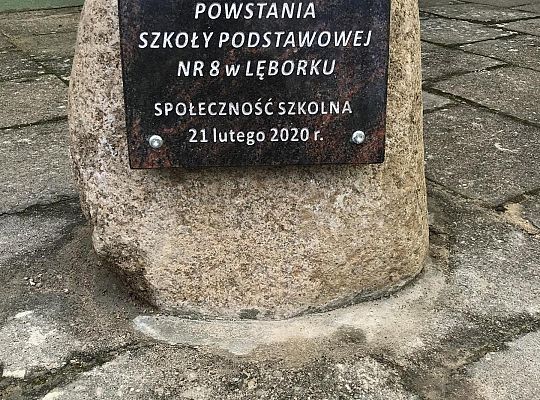 POWSTANIA
SZKOŁY PODSTAWOWEJ
NR 8 w LĘBORKU
SPOŁECZNOŚĆ SZKOLNA
21 lutego 2020 r.